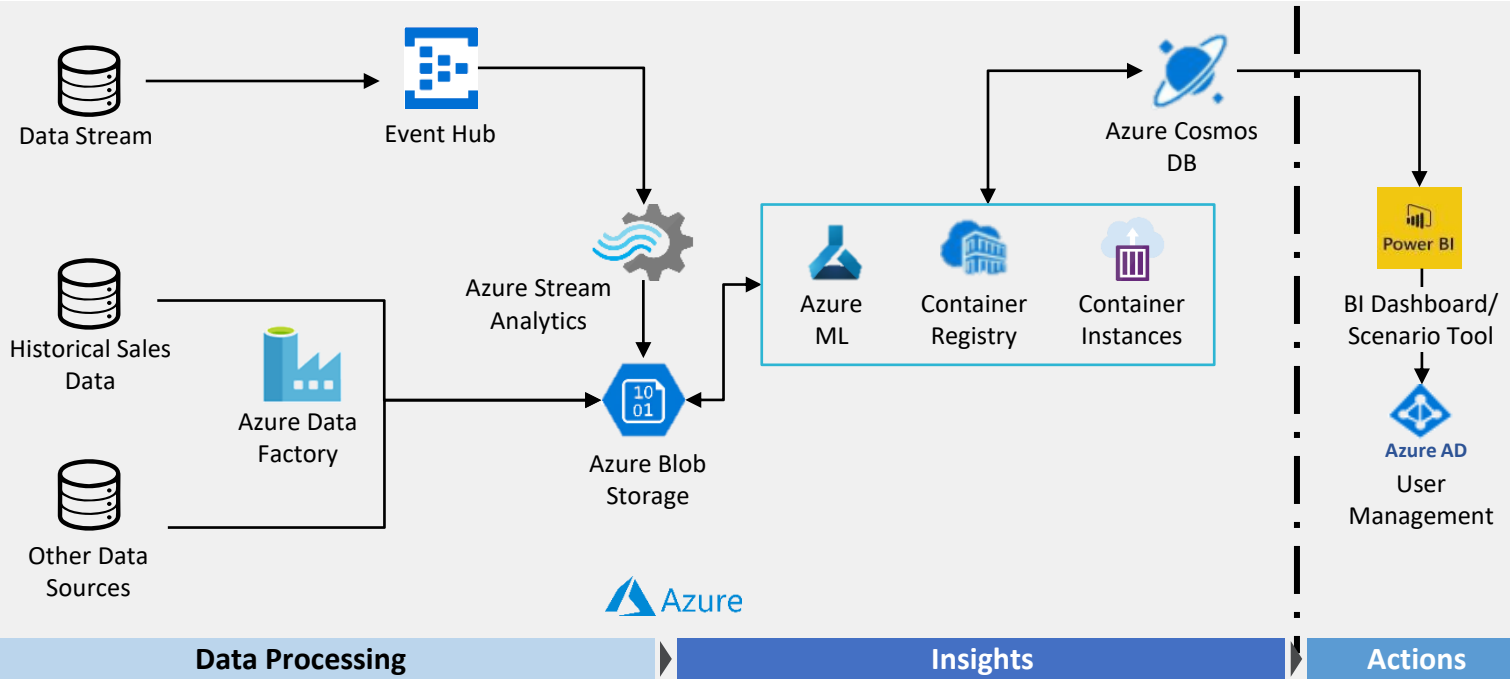 Data Stream
Event Hub
Azure Cosmos
DB
Azure Stream
Analytics
Historical Sales
Data
Azure Data
Factory
Other Data
Sources
10
01
Azure Blob
Storage
Azure
ML
Container
Registry
Container
Instances
Power BI
BI Dashboard/
Scenario Tool
Azure AD
User
Management
Azure
Data Processing
Insights
Actions